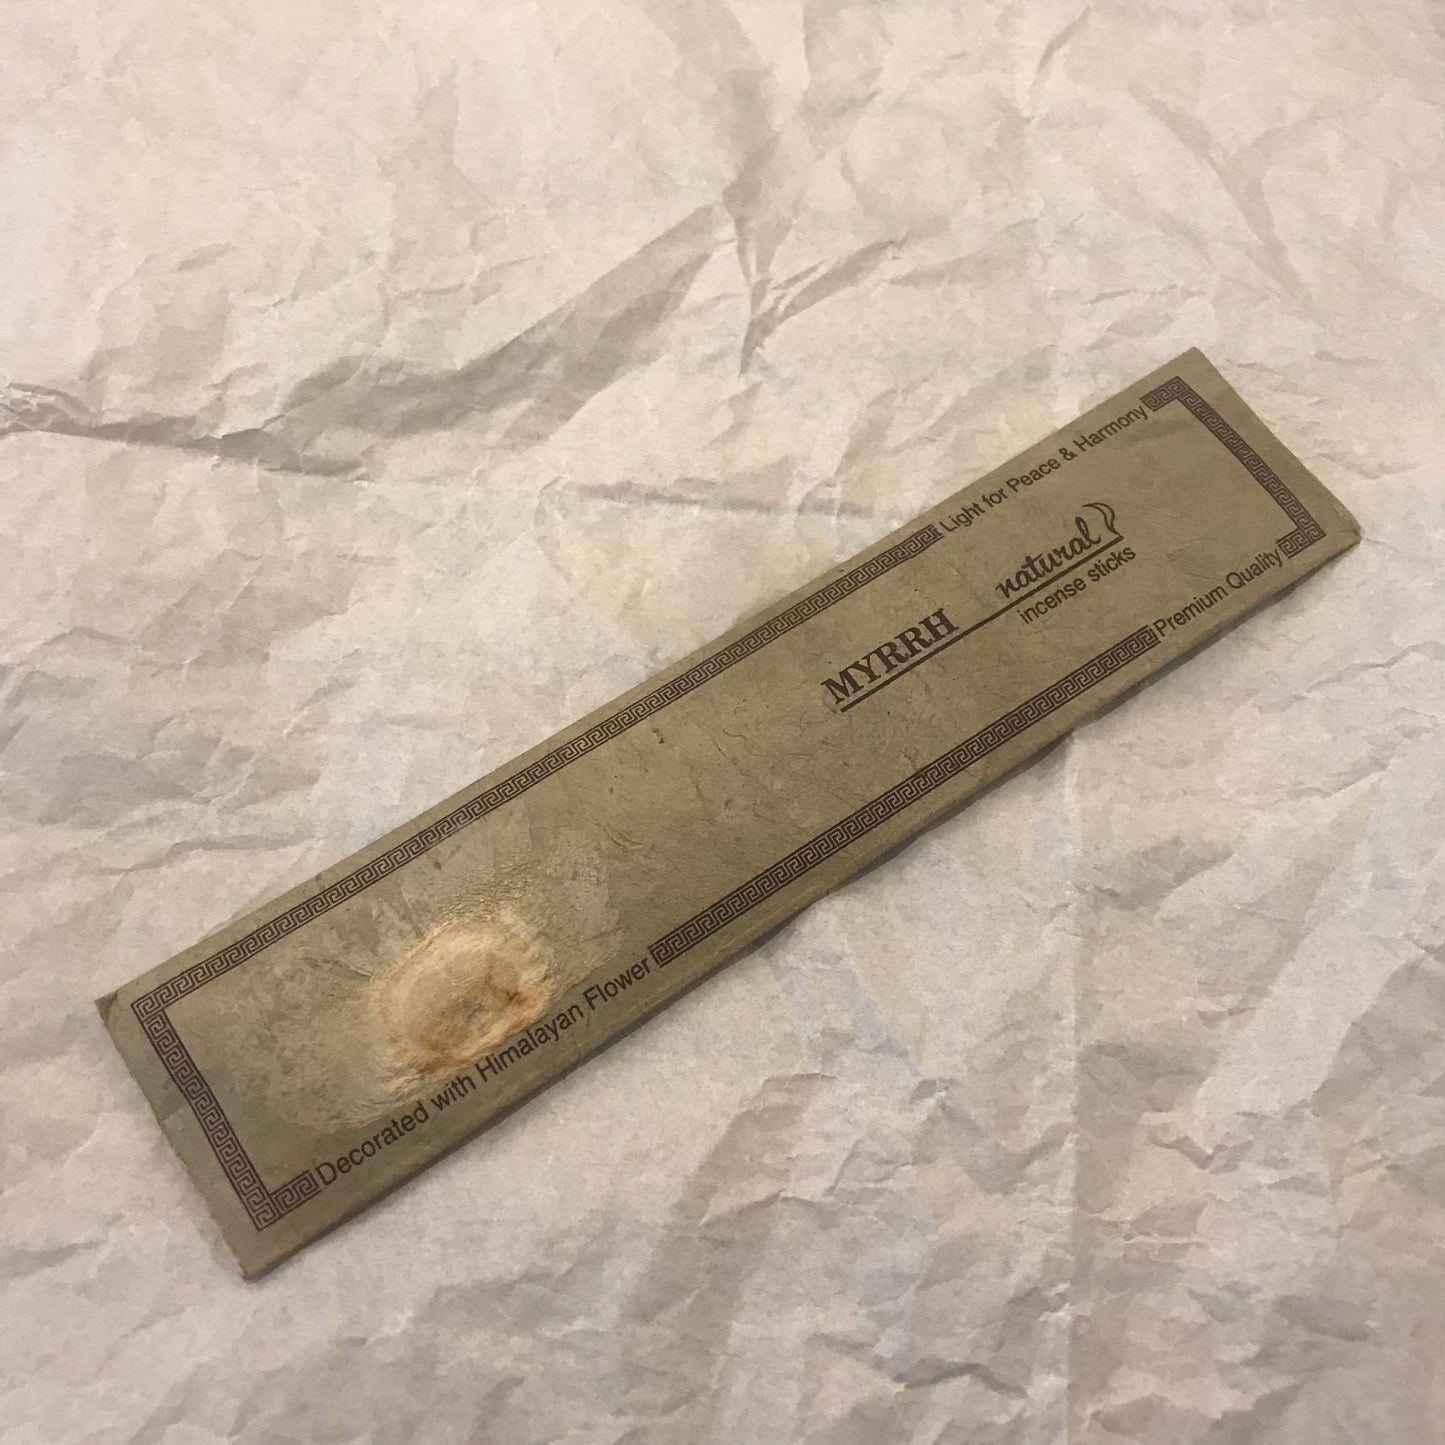 Light for Peace & Harmony
MYRRH natural
incense sticks
Premium Quality
Decorated with Himalayan Flower